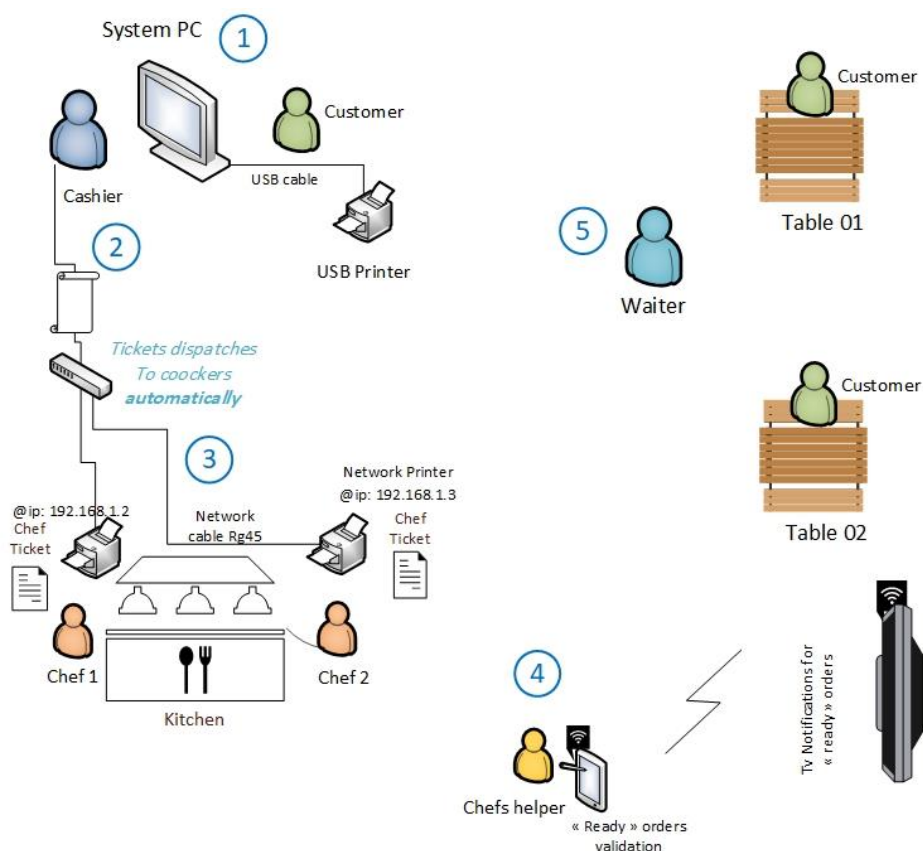 System PC
1
Customer
Cashier
USB cable
USB Printer
2
Tickets dispatches
To coockers
automatically
3
Network Printer
@ip: 192.168.1.3
@ip: 192.168.1.2
Chef
Ticket
Network
cable Rg45
Chef
Ticket
Chef 1
Chef 2
Kitchen
Customer
Table 01
5
Waiter
Customer
Table 02
4
Chefs helper
« Ready » orders
validation
Tv Notifications for
« ready » orders